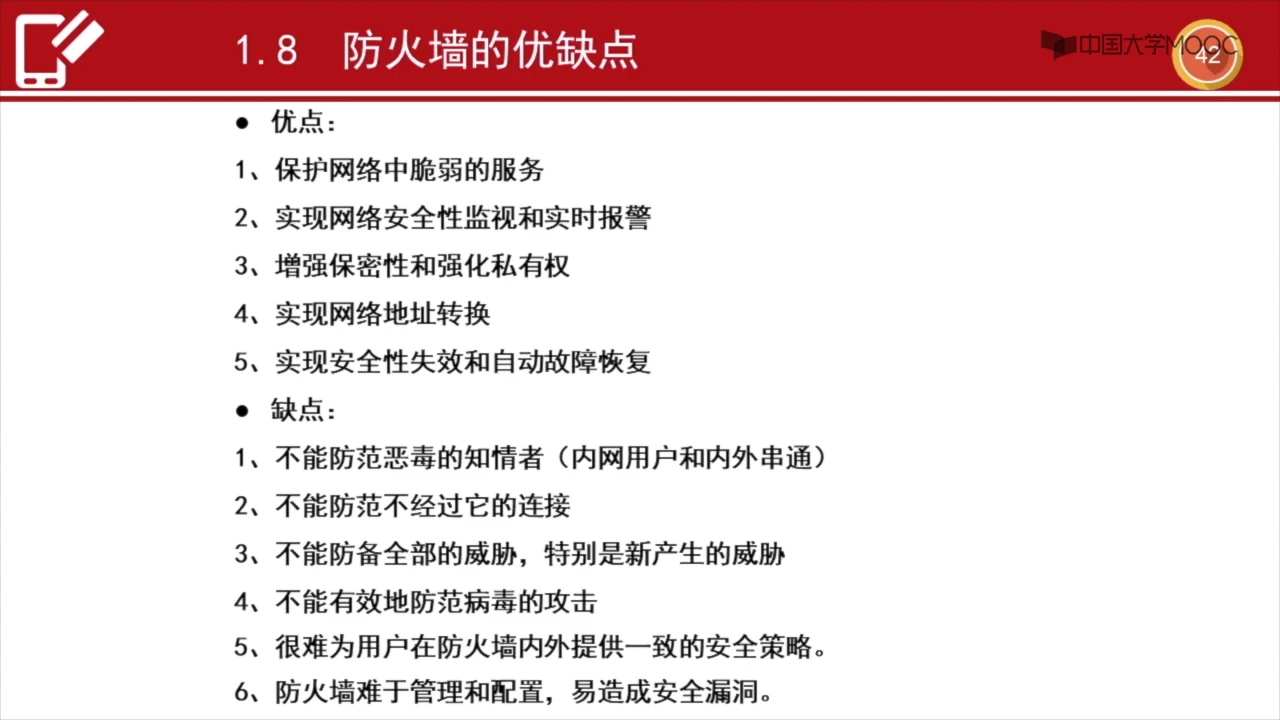 1.8 防火墙的优缺点
中国大学MOOC
42
● 优点：
1、保护网络中脆弱的服务
2、实现网络安全性监视和实时报警
3、增强保密性和强化私有权
4、实现网络地址转换
5、实现安全性失效和自动故障恢复
● 缺点：
1、不能防范恶毒的知情者（内网用户和内外串通）
2、不能防范不经过它的连接
3、不能防备全部的威胁，特别是新产生的威胁
4、不能有效地防范病毒的攻击
5、很难为用户在防火墙内外提供一致的安全策略。
6、防火墙难于管理和配置，易造成安全漏洞。